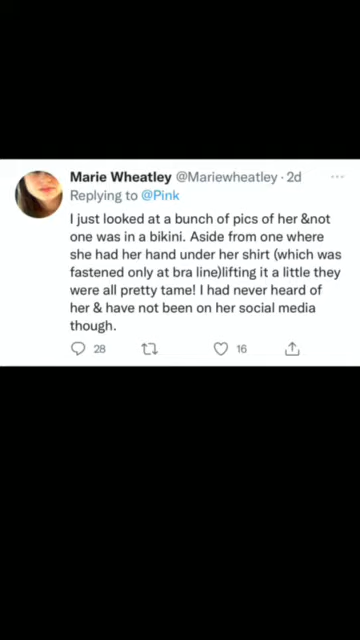 Marie Wheatley @Mariewheatley · 2d
Replying to @Pink
I just looked at a bunch of pics of her &not
one was in a bikini. Aside from one where
she had her hand under her shirt (which was
fastened only at bra line)lifting it a little they
were all pretty tame! I had never heard of
her & have not been on her social media
though.
28 16